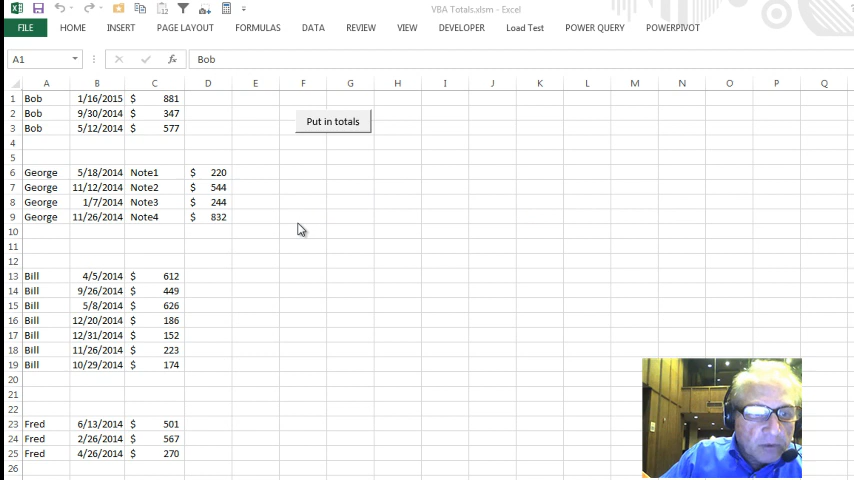 VBA Totals.xlsm - Excel
FILE HOME INSERT PAGE LAYOUT FORMULAS DATA REVIEW VIEW DEVELOPER Load Test POWER QUERY POWERPIVOT
A1 fx Bob
A B C D E F G H I J K L M N O P Q
1 Bob 1/16/2015 $ 881
2 Bob 9/30/2014 $ 347
Put in totals
3 Bob 5/12/2014 $ 577
4
5
6 George 5/18/2014 Note1 $ 220
7 George 11/12/2014 Note2 $ 544
8 George 1/7/2014 Note3 $ 244
9 George 11/26/2014 Note4 $ 832
10
11
12
13 Bill 4/5/2014 $ 612
14 Bill 9/26/2014 $ 449
15 Bill 5/8/2014 $ 626
16 Bill 12/20/2014 $ 186
17 Bill 12/31/2014 $ 152
18 Bill 11/26/2014 $ 223
19 Bill 10/29/2014 $ 174
20
21
22
23 Fred 6/13/2014 $ 501
24 Fred 2/26/2014 $ 567
25 Fred 4/26/2014 $ 270
26